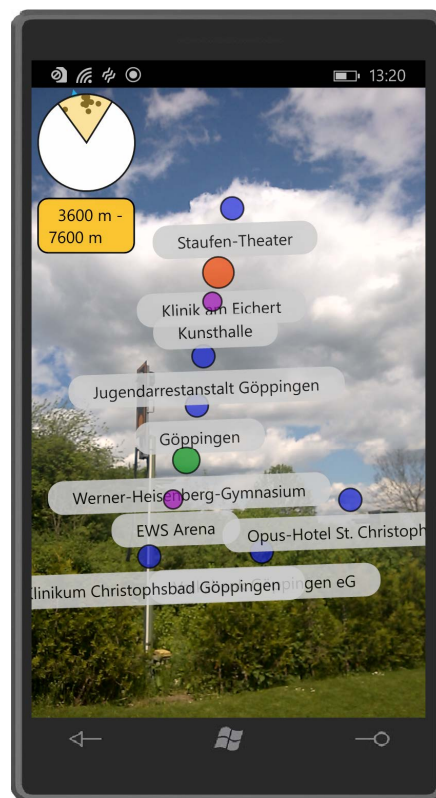 13:20
3600 m -
7600 m
Staufen-Theater
Klinik am Eichert
Kunsthalle
Jugendarrestanstalt Göppingen
Göppingen
Werner-Heisenberg-Gymnasium
EWS Arena
Opus-Hotel St. Christoph
Klinikum Christophsbad Göppingen
ingen eG